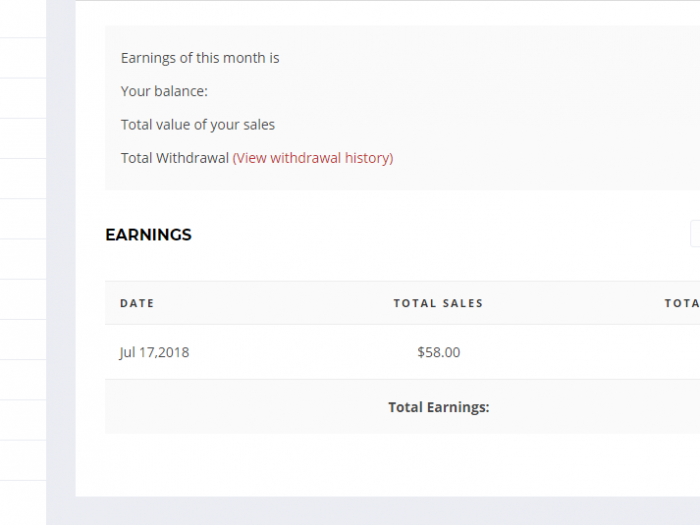 Earnings of this month is
Your balance:
Total value of your sales
Total Withdrawal (View withdrawal history)
EARNINGS
DATE TOTAL SALES TOTA
Jul 17,2018 $58.00
Total Earnings: